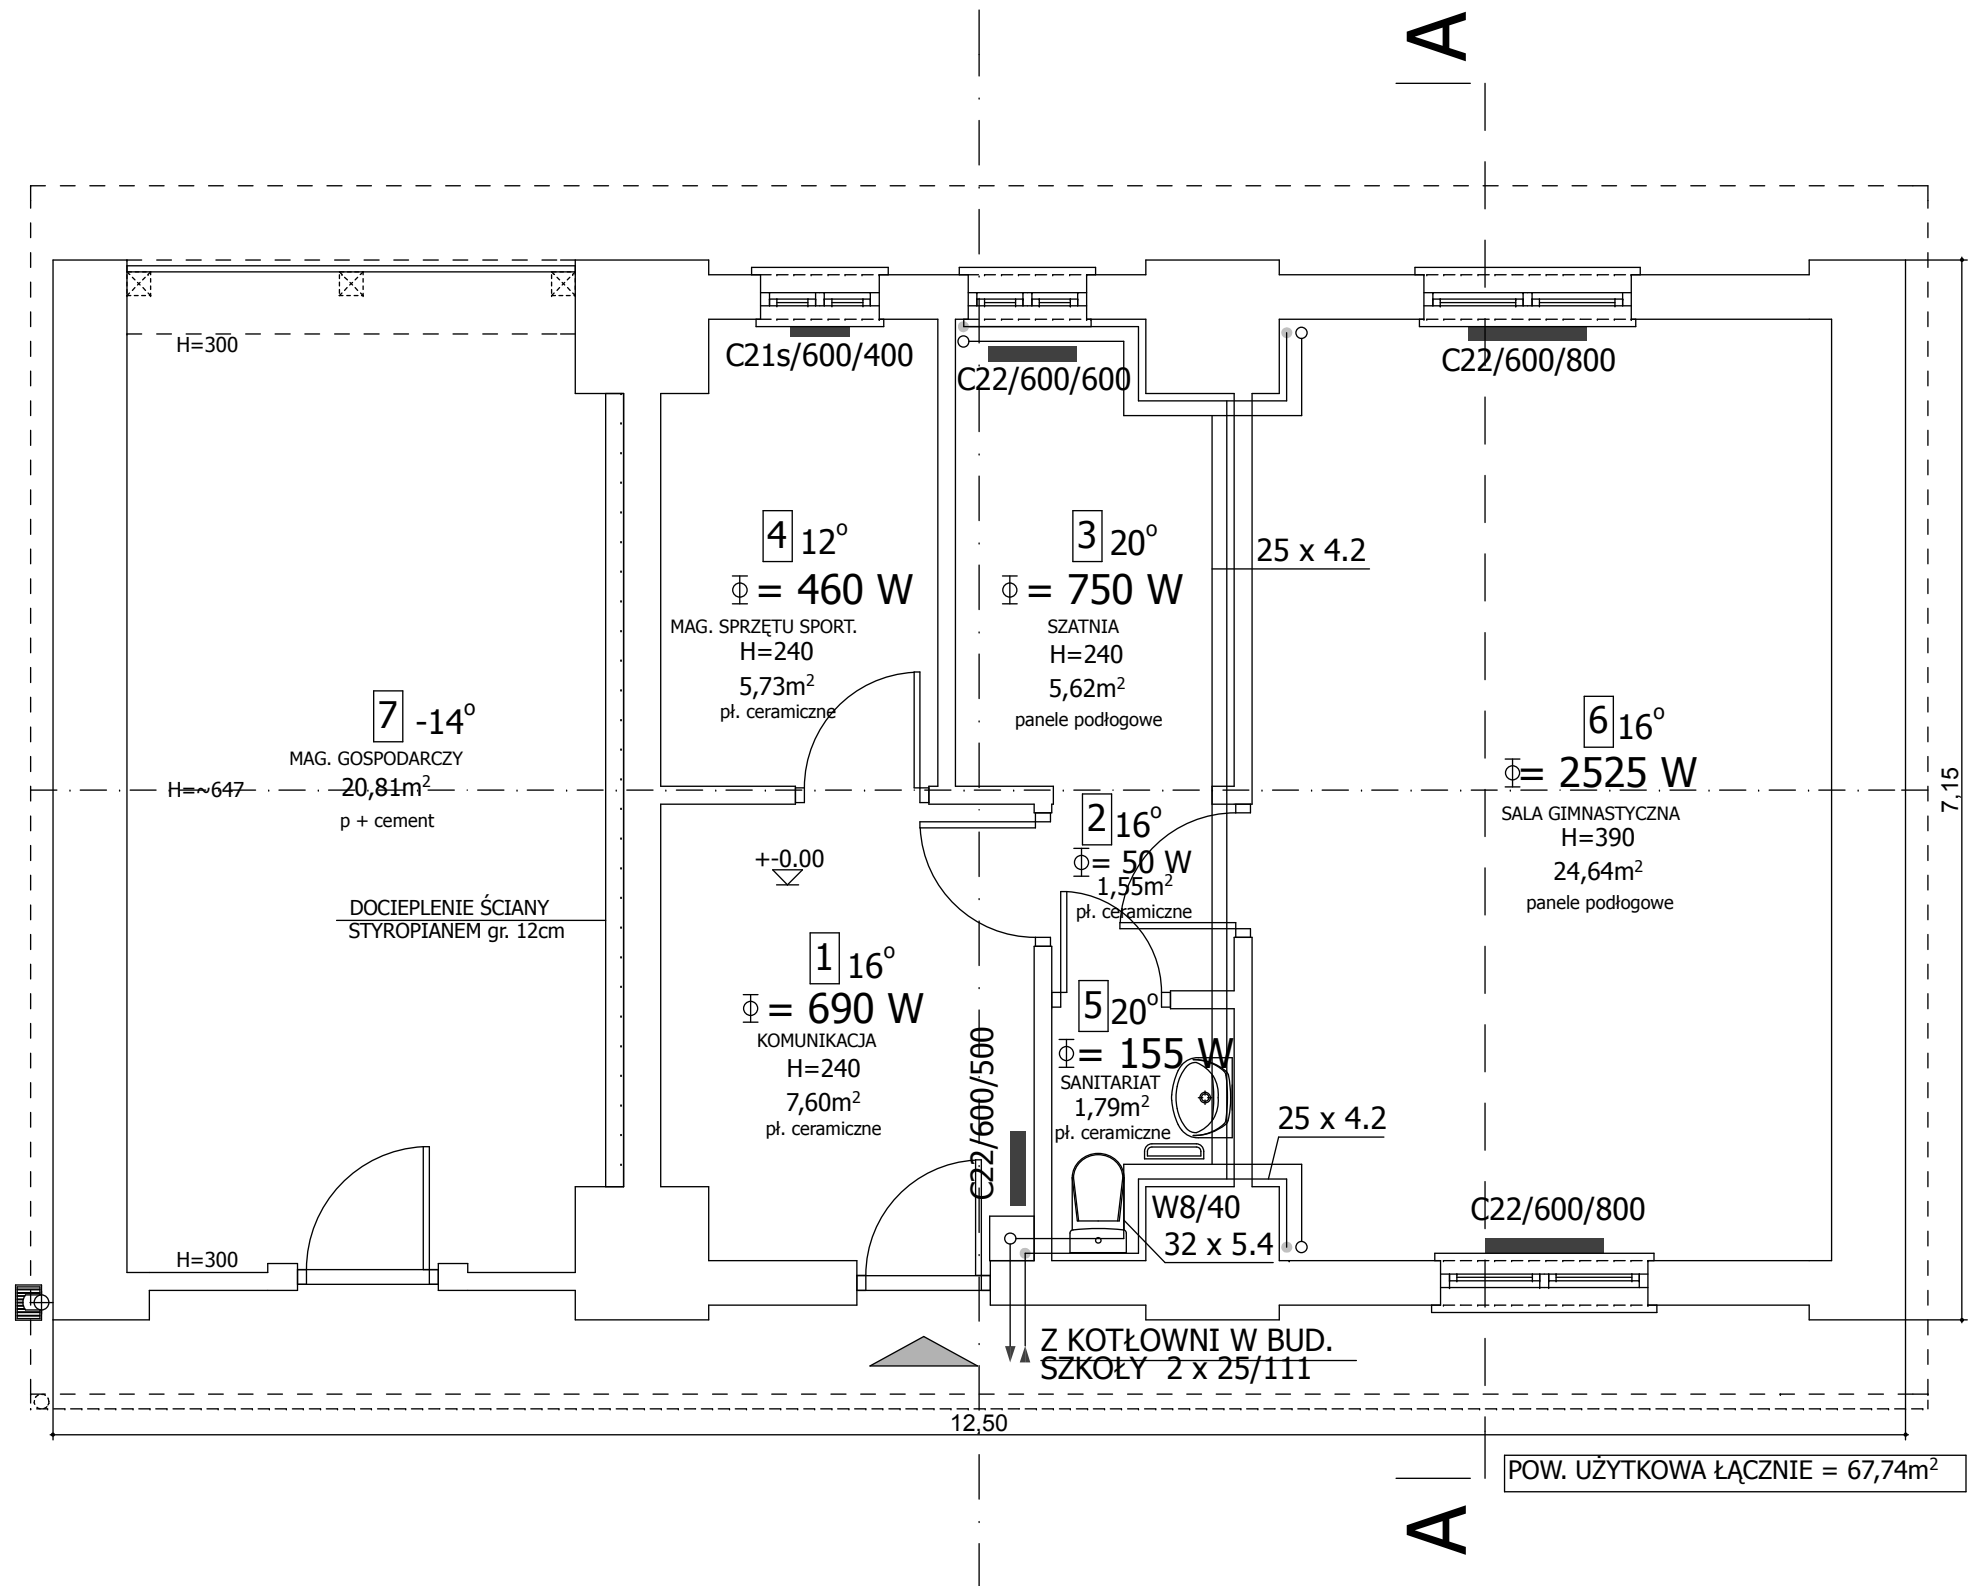 A
H=300
C21s/600/400
C22/600/600
C22/600/800
4 12°
Φ = 460 W
MAG. SPRZĘTU SPORT.
H=240
5,73m²
pł. ceramiczne
3 20°
Φ = 750 W
SZATNIA
H=240
5,62m²
panele podłogowe
25 x 4.2
7 -14°
MAG. GOSPODARCZY
20,81m²
p + cement
H=~647
6 16°
Φ= 2525 W
SALA GIMNASTYCZNA
H=390
24,64m²
panele podłogowe
7,15
2 16°
Φ= 50 W
1,55m²
pł. ceramiczne
+-0.00
DOCIEPLENIE ŚCIANY
STYROPIANEM gr. 12cm
1 16°
Φ = 690 W
KOMUNIKACJA
H=240
7,60m²
pł. ceramiczne
C22/600/500
5 20°
Φ= 155 W
SANITARIAT
1,79m²
pł. ceramiczne
25 x 4.2
W8/40
32 x 5.4
C22/600/800
H=300
Z KOTŁOWNI W BUD.
SZKOŁY 2 x 25/111
12,50
POW. UŻYTKOWA ŁĄCZNIE = 67,74m²
A